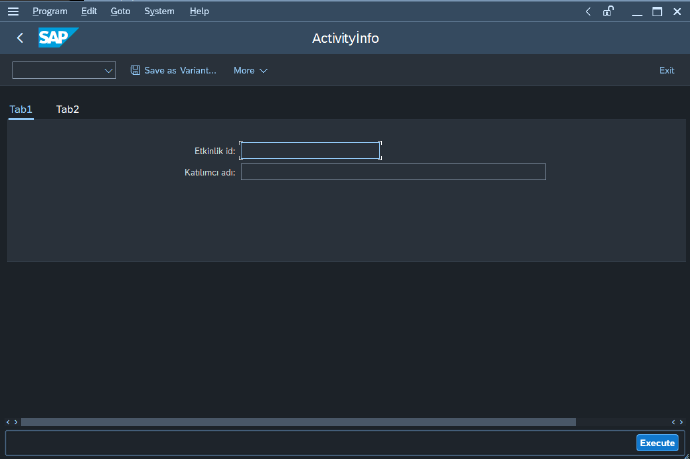 Program Edit Goto System Help
SAP ActivityInfo
Save as Variant... More Exit
Tab1 Tab2
Etkinlik id:
Katılımcı adı:
Execute